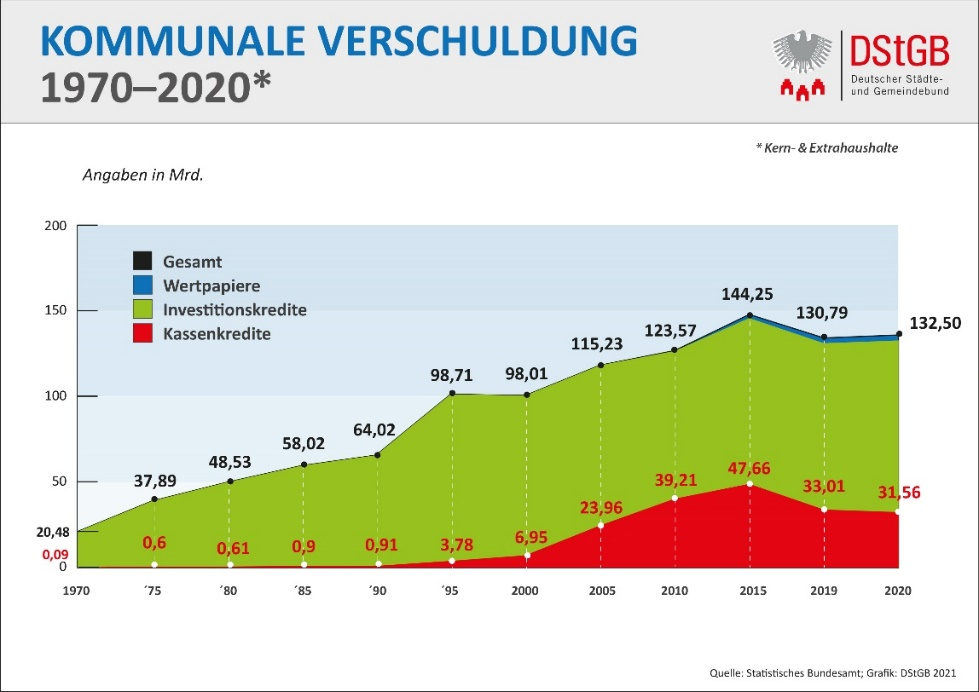 KOMMUNALE VERSCHULDUNG
1970–2020*
DStGB
Deutscher Städte-
und Gemeindebund
* Kern- & Extrahaushalte
Angaben in Mrd.
200
150
100
50
20,48
0,09
0
Gesamt
Wertpapiere
Investitionskredite
Kassenkredite
37,89
48,53
58,02
64,02
98,71
98,01
115,23
123,57
144,25
130,79
132,50
0,6
0,61
0,9
0,91
3,78
6,95
23,96
39,21
47,66
33,01
31,56
1970 ´75 ´80 ´85 ´90 ´95 2000 2005 2010 2015 2019 2020
Quelle: Statistisches Bundesamt; Grafik: DStGB 2021